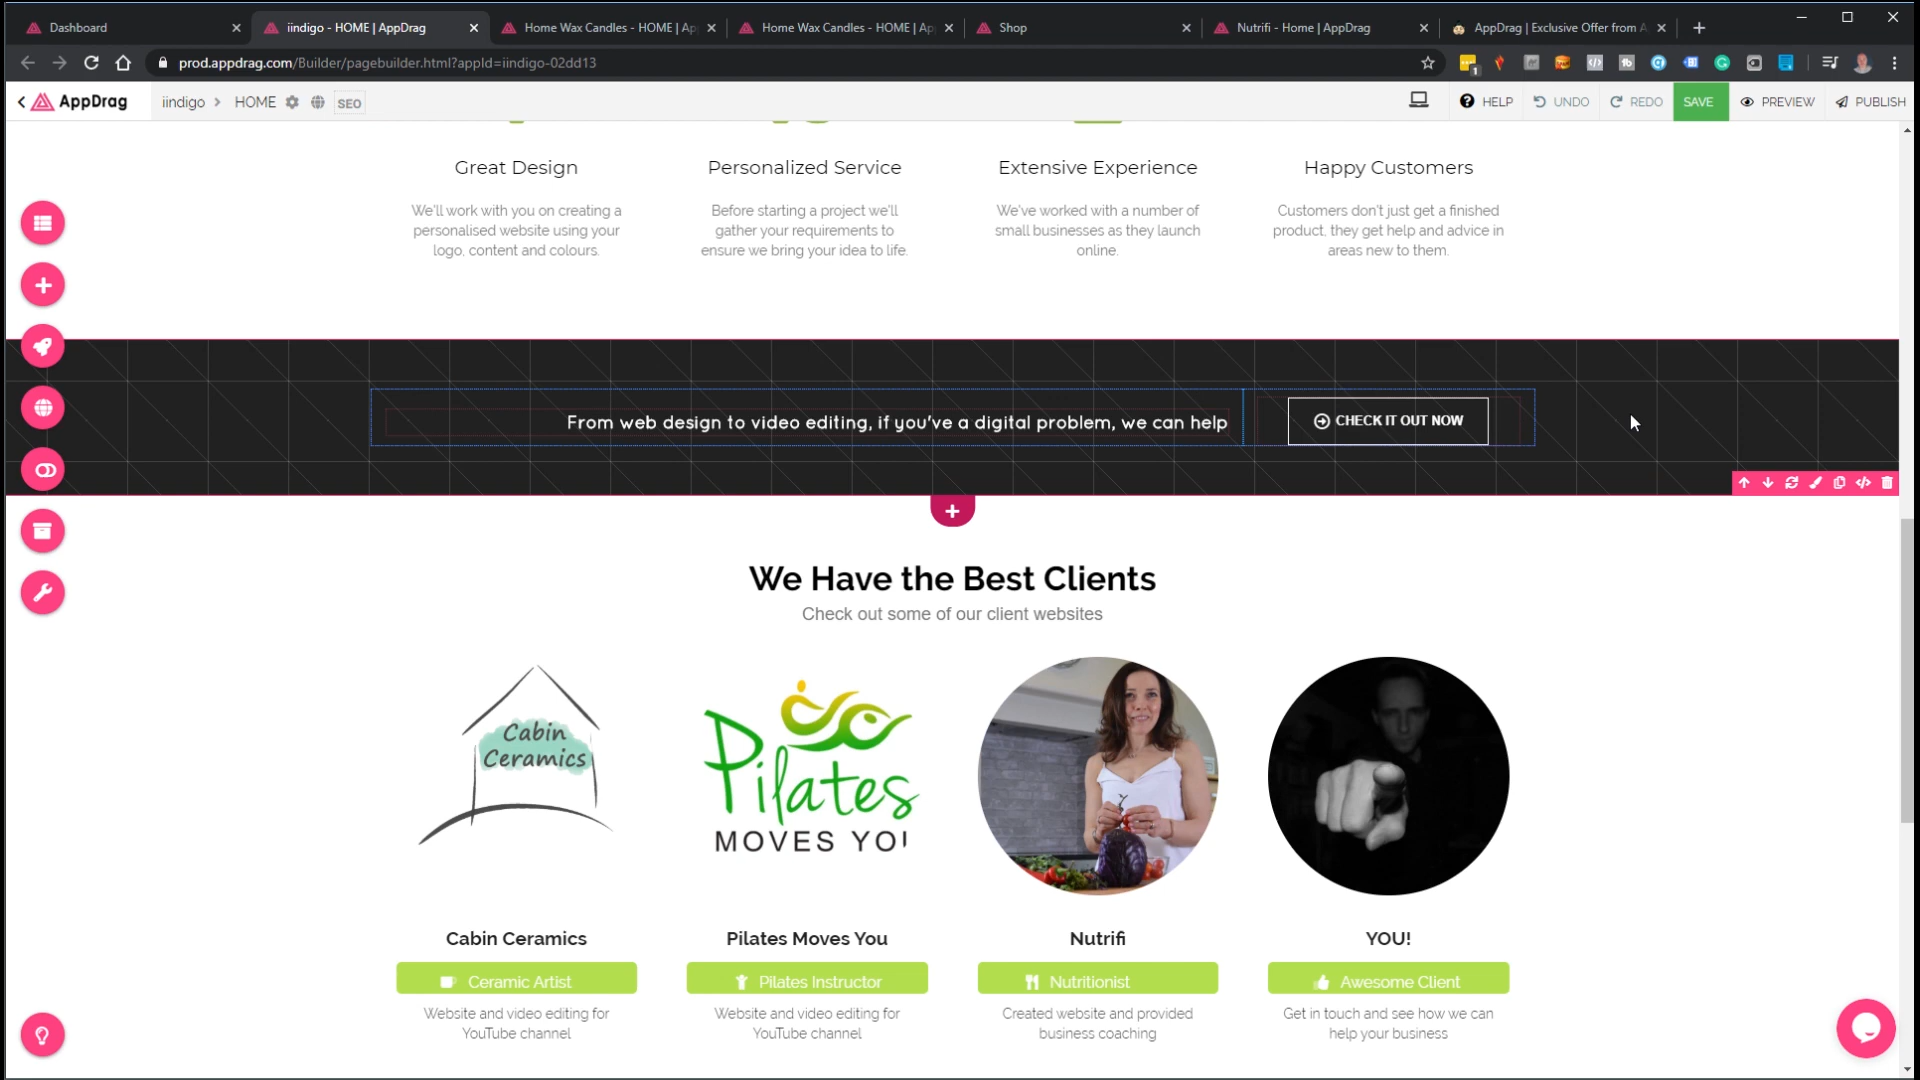 Dashboard
iindigo - HOME | AppDrag
Home Wax Candles - HOME | Ap
Home Wax Candles - HOME | Ap
Shop
Nutrifi - Home | AppDrag
AppDrag | Exclusive Offer from A
prod.appdrag.com/Builder/pagebuilder.html?appId=iindigo-02dd13
1
AppDrag
iindigo
HOME
SEO
HELP
UNDO
REDO
SAVE
PREVIEW
PUBLISH
Great Design
We'll work with you on creating a
personalised website using your
logo, content and colours.
Personalized Service
Before starting a project we'll
gather your requirements to
ensure we bring your idea to life.
Extensive Experience
We've worked with a number of
small businesses as they launch
online.
Happy Customers
Customers don't just get a finished
product, they get help and advice in
areas new to them.
From web design to video editing, if you've a digital problem, we can help
CHECK IT OUT NOW
We Have the Best Clients
Check out some of our client websites
Cabin
Ceramics
Pilates
MOVES YO
Cabin Ceramics
Ceramic Artist
Website and video editing for
YouTube channel
Pilates Moves You
Pilates Instructor
Website and video editing for
YouTube channel
Nutrifi
Nutritionist
Created website and provided
business coaching
YOU!
Awesome Client
Get in touch and see how we can
help your business